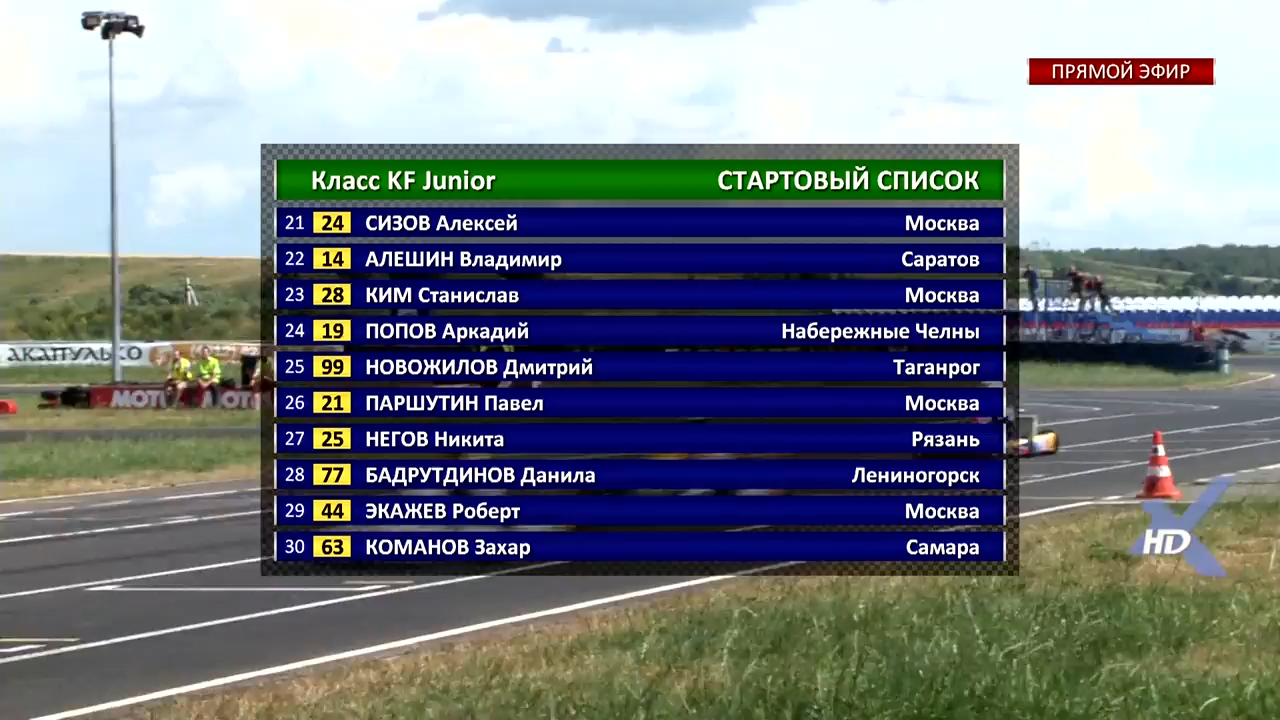 ПРЯМОЙ ЭФИР
Класс KF Junior СТАРТОВЫЙ СПИСОК
21 24 СИЗОВ Алексей Москва
22 14 АЛЕШИН Владимир Саратов
23 28 КИМ Станислав Москва
24 19 ПОПОВ Аркадий Набережные Челны
25 99 НОВОЖИЛОВ Дмитрий Таганрог
26 21 ПАРШУТИН Павел Москва
27 25 НЕГОВ Никита Рязань
28 77 БАДРУТДИНОВ Данила Лениногорск
29 44 ЭКАЖЕВ Роберт Москва
30 63 КОМАНОВ Захар Самара
АКАПУЛЬКО
HD X